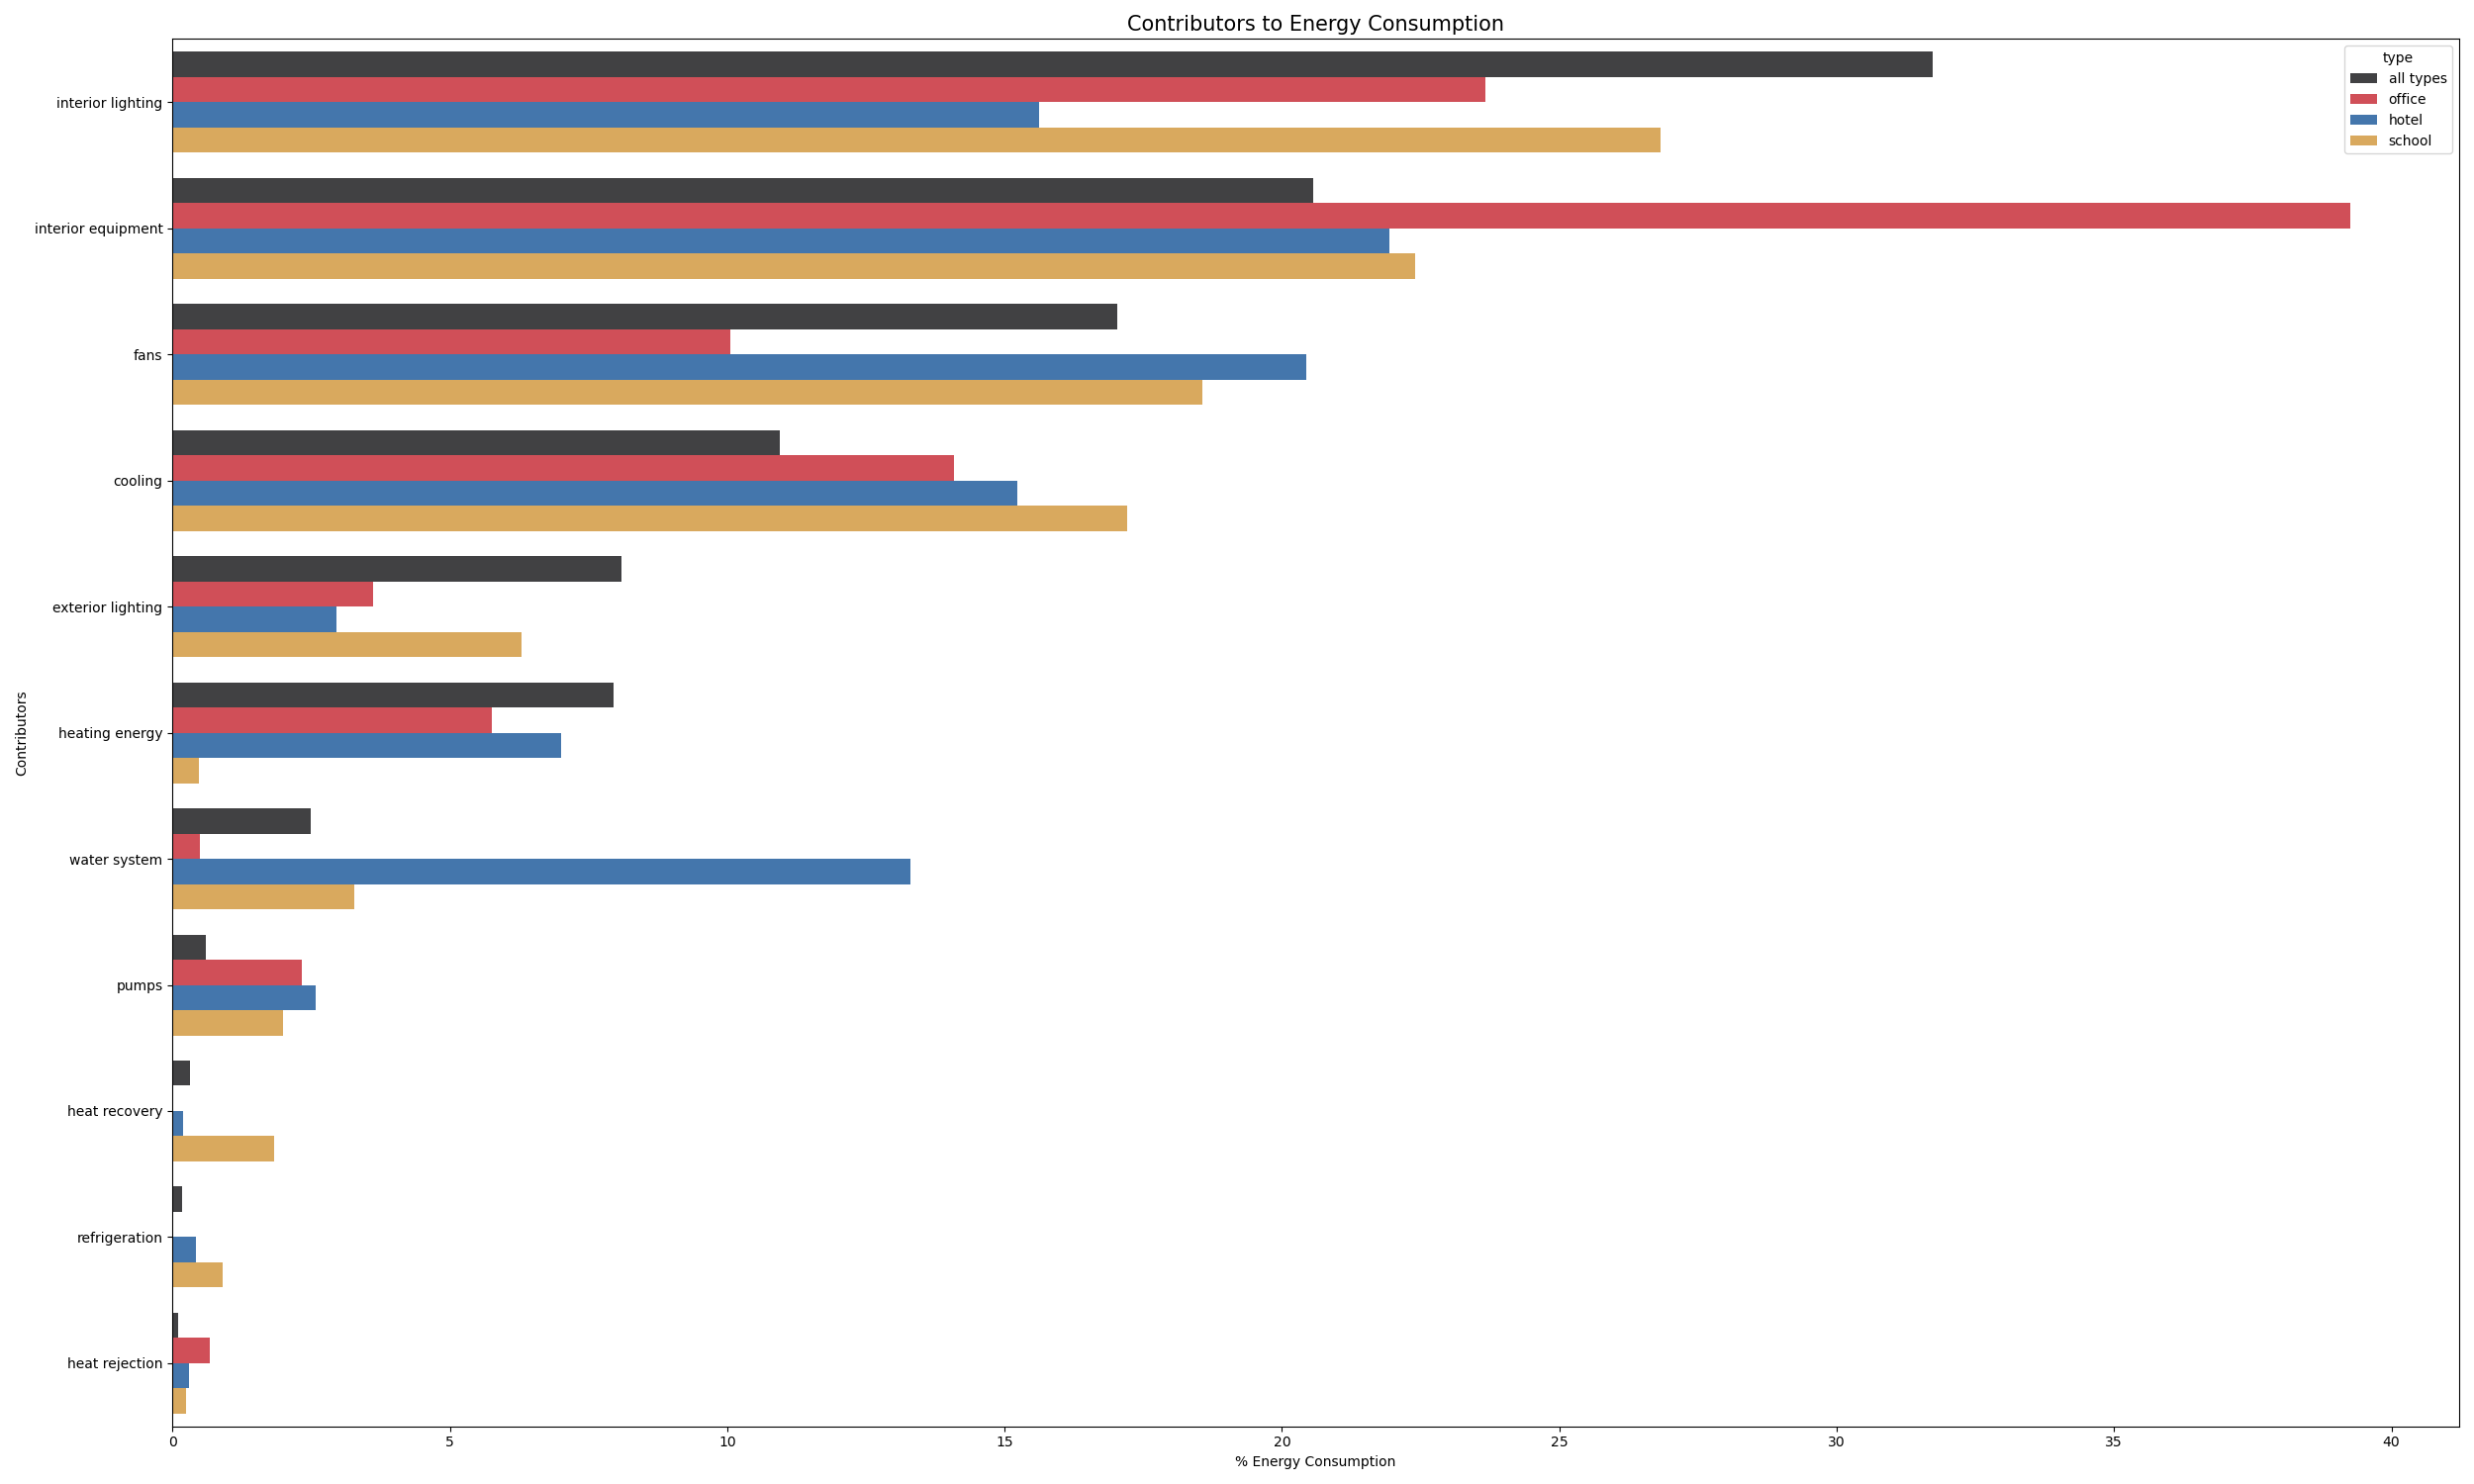 Contributors to Energy Consumption
type
all types
office
hotel
school
interior lighting
interior equipment
fans
cooling
exterior lighting
heating energy
water system
pumps
heat recovery
refrigeration
heat rejection
Contributors
0 5 10 15 20 25 30 35 40
% Energy Consumption